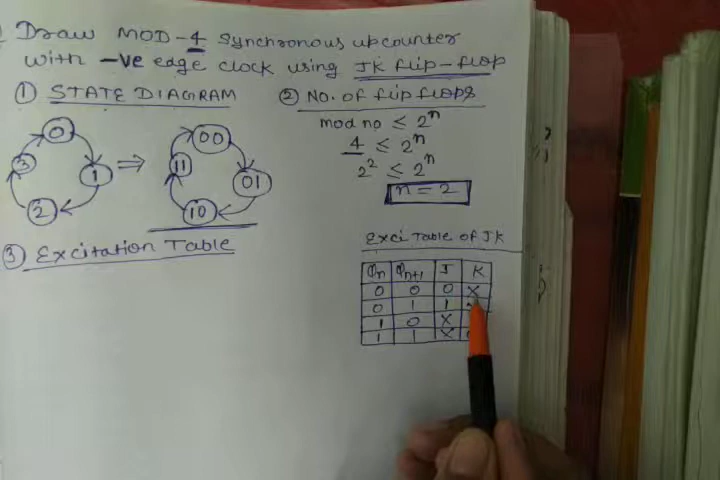 Draw MOD-4 synchronous upcounter
with -Ve edge clock using JK flip-flop
① STATE DIAGRAM
0 1 2 3 ⇒ 00 01 10 11
② NO. of flip flops
mod no ≤ 2ⁿ
4 ≤ 2ⁿ
2² ≤ 2ⁿ
n = 2
③ Excitation Table
Exci Table of JK
Qn Qn+1 J K
0 0 0 X
0 1 1
1 0 X
1 1 X